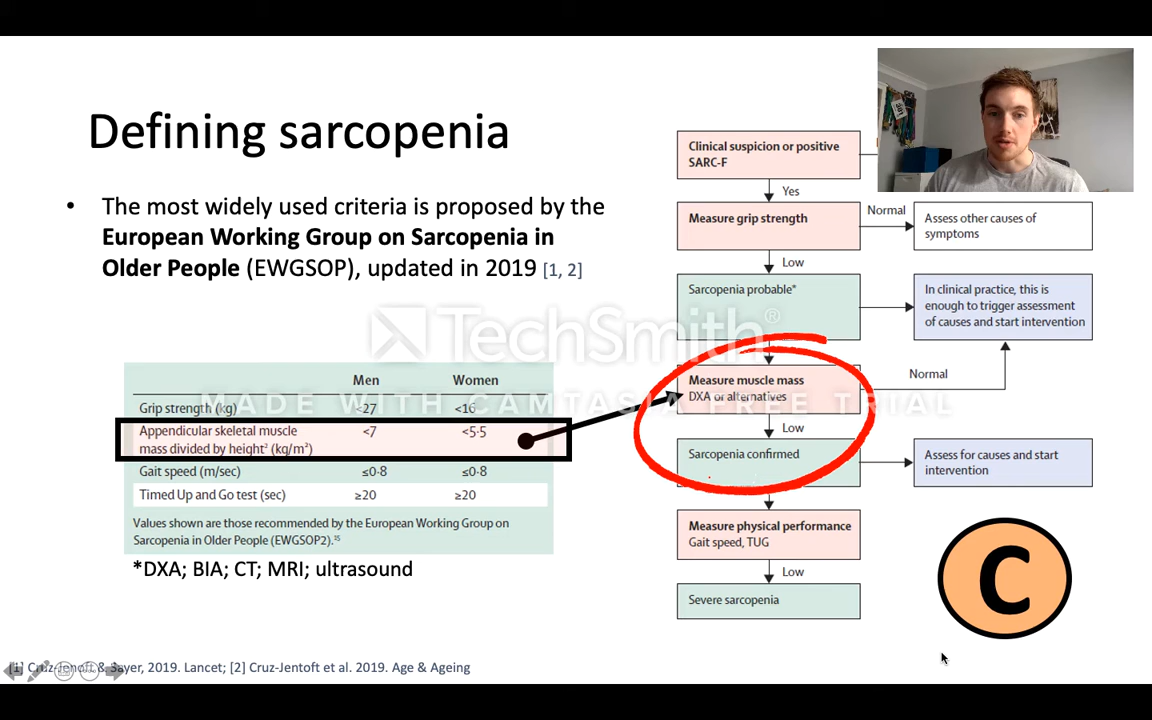 Defining sarcopenia
• The most widely used criteria is proposed by the
European Working Group on Sarcopenia in
Older People (EWGSOP), updated in 2019 [1, 2]
Men Women
Grip strength (kg) <27 <16
Appendicular skeletal muscle
mass divided by height² (kg/m²) <7 <5·5
Gait speed (m/sec) ≤0·8 ≤0·8
Timed Up and Go test (sec) ≥20 ≥20
Values shown are those recommended by the European Working Group on
Sarcopenia in Older People (EWGSOP2).³⁵
*DXA; BIA; CT; MRI; ultrasound
Clinical suspicion or positive
SARC-F
Yes
Measure grip strength
Normal
Assess other causes of
symptoms
Low
Sarcopenia probable*
In clinical practice, this is
enough to trigger assessment
of causes and start intervention
Measure muscle mass
DXA or alternatives
Normal
Low
Sarcopenia confirmed
Assess for causes and start
intervention
Measure physical performance
Gait speed, TUG
Low
Severe sarcopenia
C
TechSmith®
MADE WITH CAMTASIA FREE TRIAL
[1] Cruz-Jentoft & Sayer, 2019. Lancet; [2] Cruz-Jentoft et al. 2019. Age & Ageing